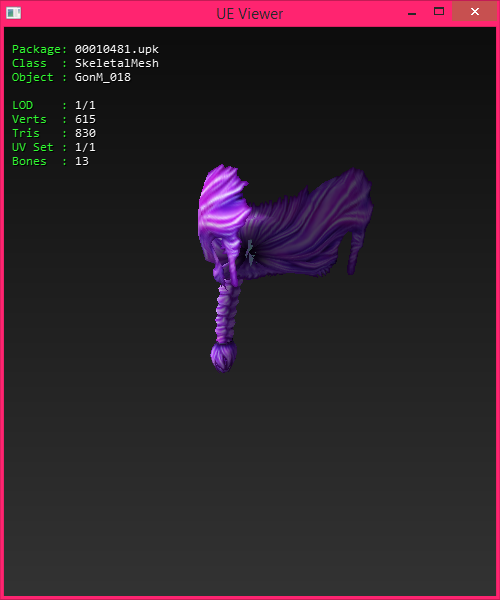 UE Viewer
Package: 00010481.upk
Class  : SkeletalMesh
Object : GonM_018
LOD    : 1/1
Verts  : 615
Tris   : 830
UV Set : 1/1
Bones  : 13